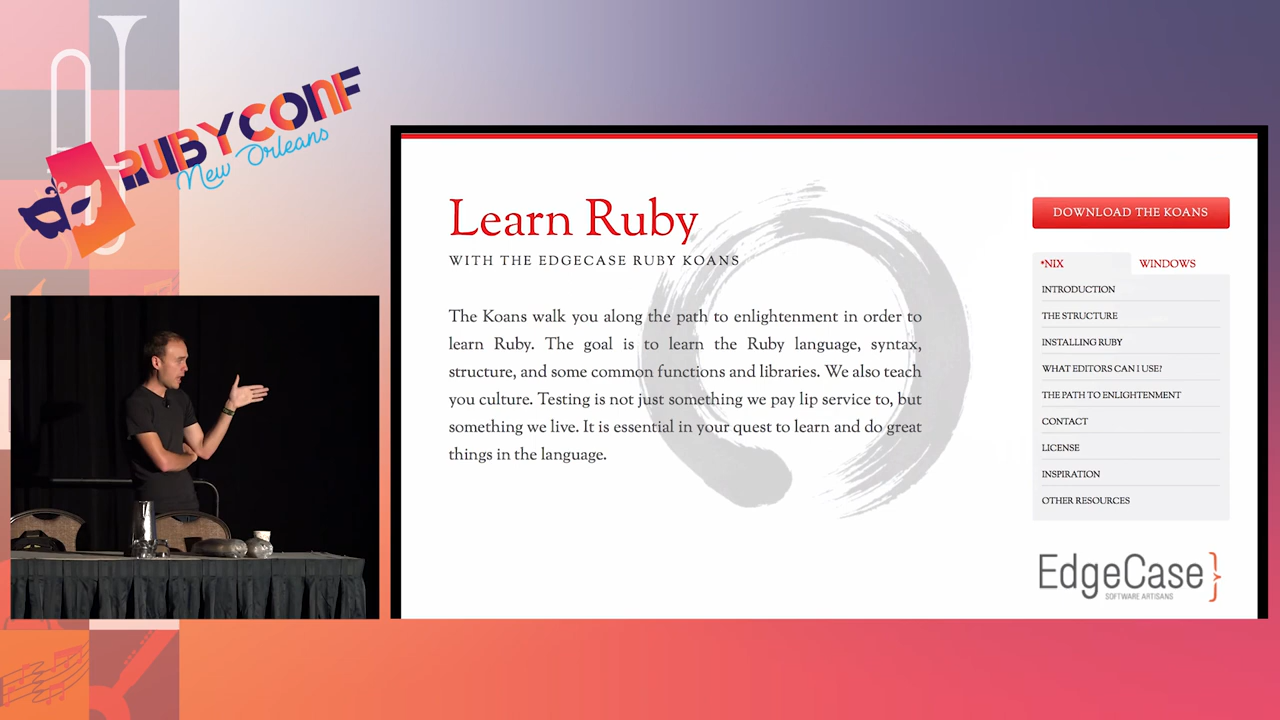 RUBYCONF
New Orleans
Learn Ruby
WITH THE EDGECASE RUBY KOANS
The Koans walk you along the path to enlightenment in order to
learn Ruby. The goal is to learn the Ruby language, syntax,
structure, and some common functions and libraries. We also teach
you culture. Testing is not just something we pay lip service to, but
something we live. It is essential in your quest to learn and do great
things in the language.
DOWNLOAD THE KOANS
*NIX WINDOWS
INTRODUCTION
THE STRUCTURE
INSTALLING RUBY
WHAT EDITORS CAN I USE?
THE PATH TO ENLIGHTENMENT
CONTACT
LICENSE
INSPIRATION
OTHER RESOURCES
EdgeCase
SOFTWARE ARTISANS